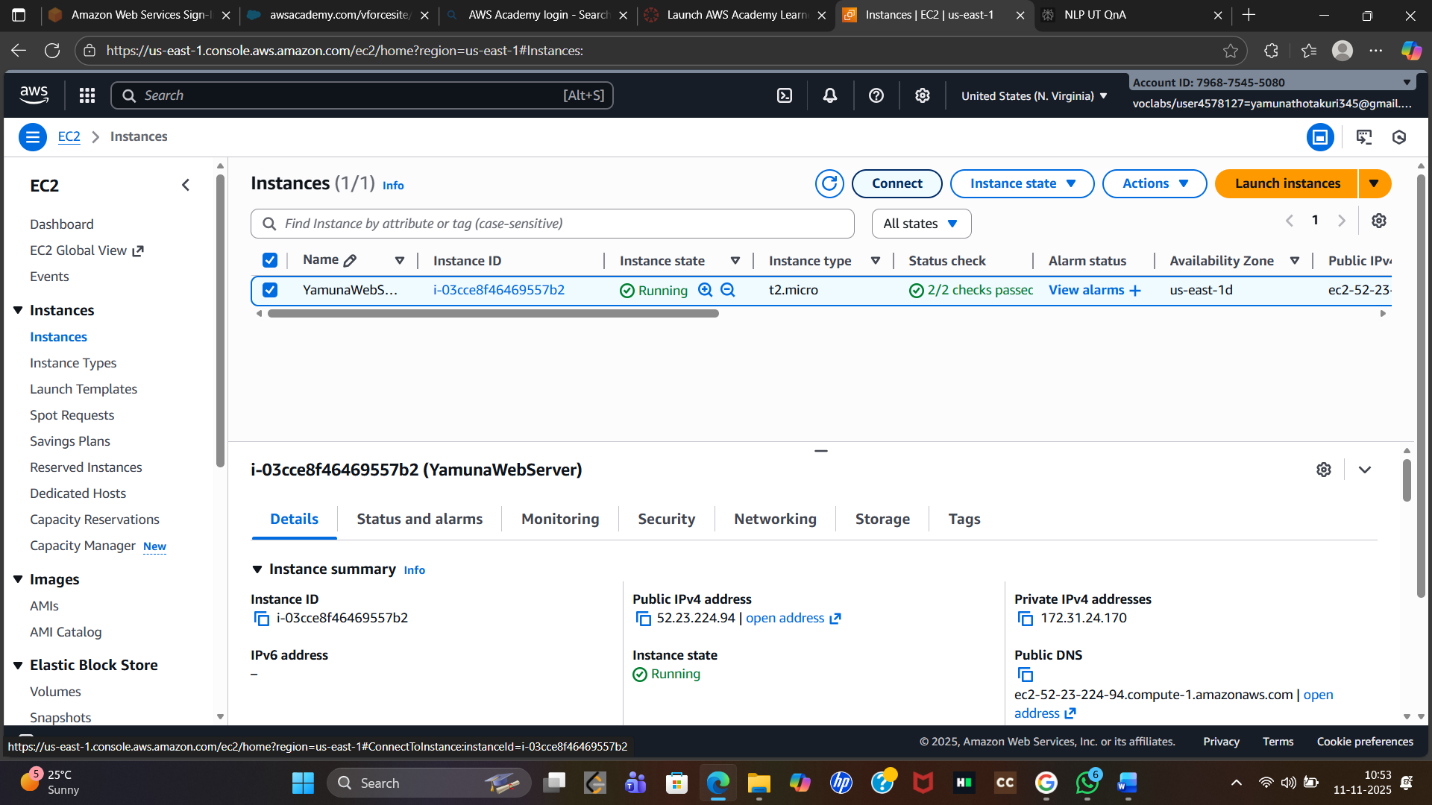 Amazon Web Services Sign-I
awsacademy.com/vforcesite/
AWS Academy login - Search
Launch AWS Academy Learn
Instances | EC2 | us-east-1
NLP UT QnA
https://us-east-1.console.aws.amazon.com/ec2/home?region=us-east-1#Instances:
aws
Search
[Alt+S]
United States (N. Virginia)
Account ID: 7968-7545-5080
voclabs/user4578127=yamunathotakuri345@gmail....
EC2 > Instances
EC2
Dashboard
EC2 Global View
Events
Instances
Instances
Instance Types
Launch Templates
Spot Requests
Savings Plans
Reserved Instances
Dedicated Hosts
Capacity Reservations
Capacity Manager New
Images
AMIs
AMI Catalog
Elastic Block Store
Volumes
Snapshots
Instances (1/1) Info
Connect
Instance state
Actions
Launch instances
Find Instance by attribute or tag (case-sensitive)
All states
1
Name Instance ID Instance state Instance type Status check Alarm status Availability Zone Public IPv4
YamunaWebS... i-03cce8f46469557b2 Running t2.micro 2/2 checks passed View alarms + us-east-1d ec2-52-23-
i-03cce8f46469557b2 (YamunaWebServer)
Details Status and alarms Monitoring Security Networking Storage Tags
Instance summary Info
Instance ID
i-03cce8f46469557b2
IPv6 address
–
Public IPv4 address
52.23.224.94 | open address
Instance state
Running
Private IPv4 addresses
172.31.24.170
Public DNS
ec2-52-23-224-94.compute-1.amazonaws.com | open
address
https://us-east-1.console.aws.amazon.com/ec2/home?region=us-east-1#ConnectToInstance:instanceId=i-03cce8f46469557b2
© 2025, Amazon Web Services, Inc. or its affiliates.
Privacy
Terms
Cookie preferences
5
25°C
Sunny
Search
hp
CC
6
10:53
11-11-2025